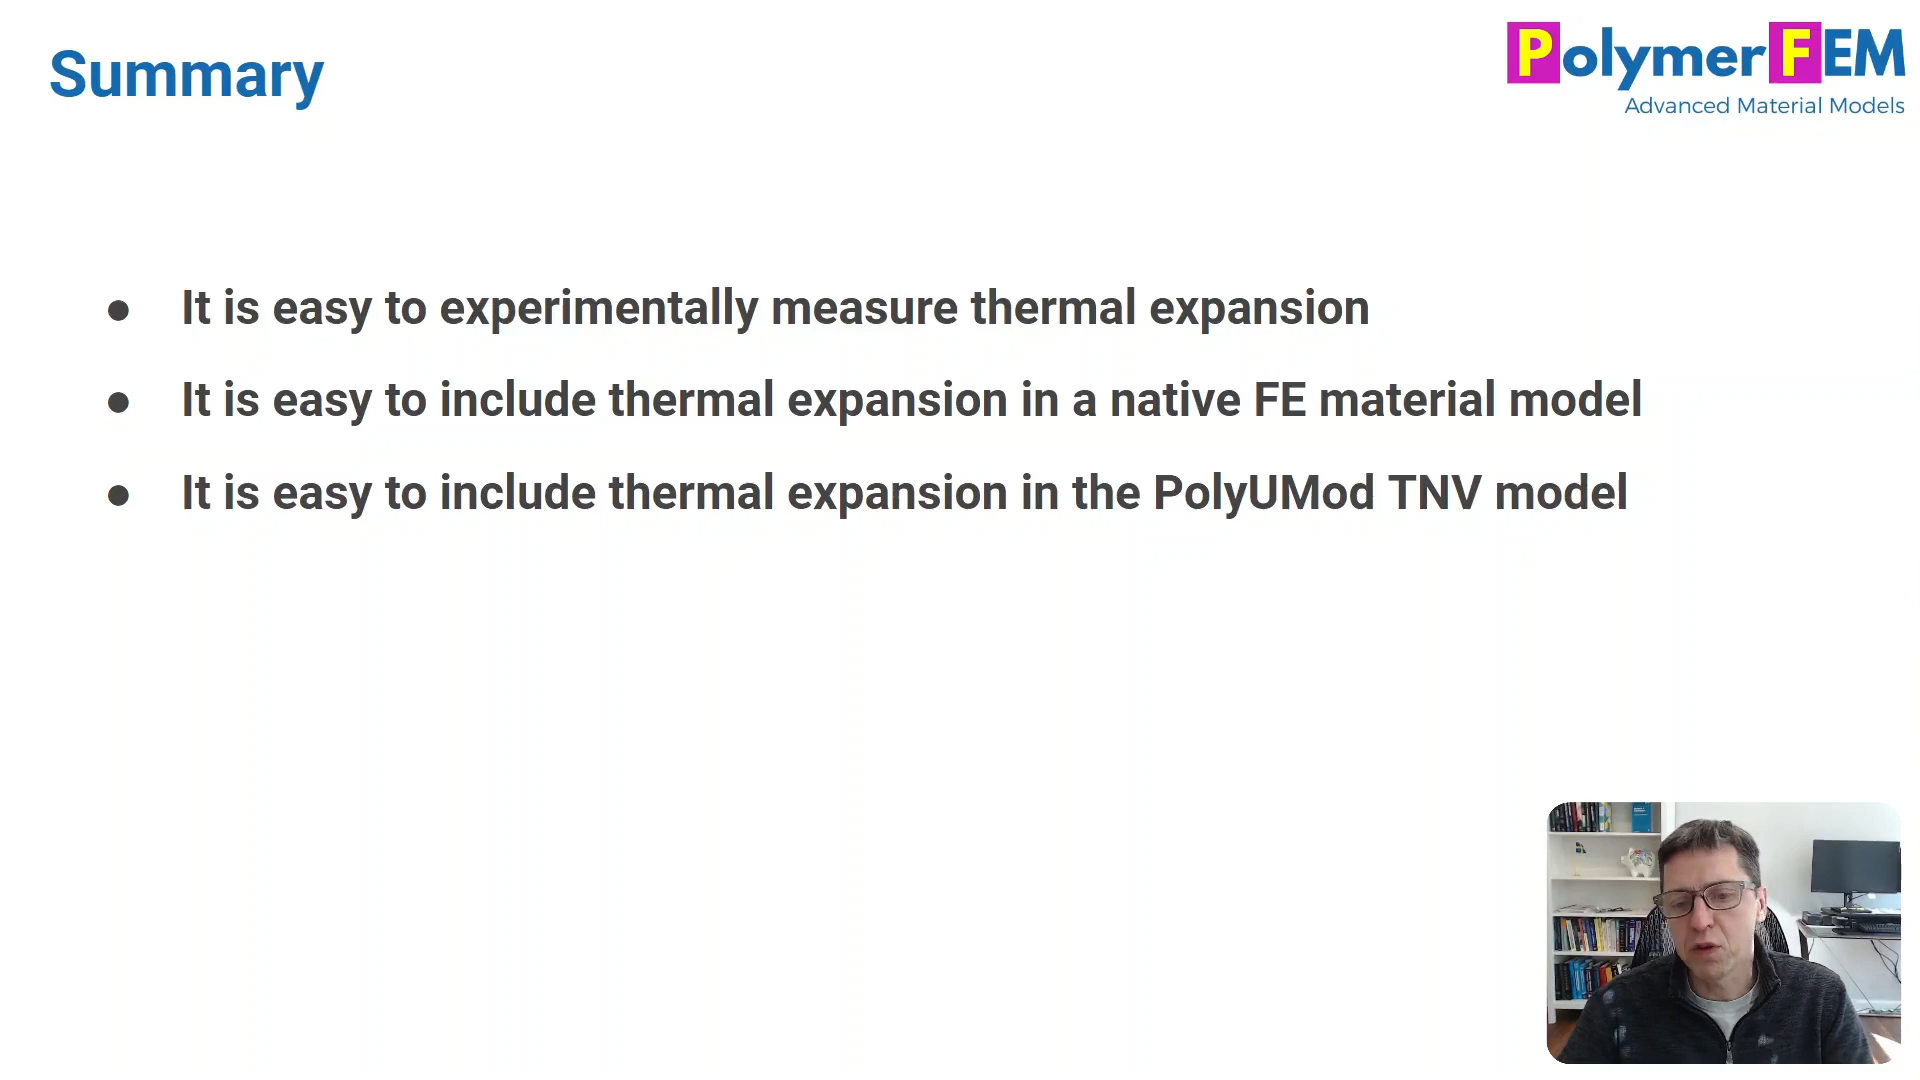 Summary
PolymerFEM
Advanced Material Models
● It is easy to experimentally measure thermal expansion
● It is easy to include thermal expansion in a native FE material model
● It is easy to include thermal expansion in the PolyUMod TNV model